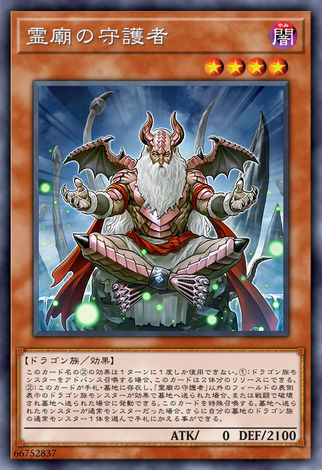 霊廟の守護者
闇
やみ
【ドラゴン族／効果】
このカード名の②の効果は１ターンに１度しか使用できない。①：ドラゴン族モ
ンスターをアドバンス召喚する場合、このカードは２体分のリリースにできる。
②：このカードが手札・墓地に存在し、「霊廟の守護者」以外のフィールドの表側
表示のドラゴン族モンスターが効果で墓地へ送られた場合、または戦闘で破壊
され墓地へ送られた場合に発動できる。このカードを特殊召喚する。墓地へ送ら
れたモンスターが通常モンスターだった場合、さらに自分の墓地のドラゴン族
の通常モンスター１体を選んで手札に加える事ができる。
ATK/ 0 DEF/2100
66752837